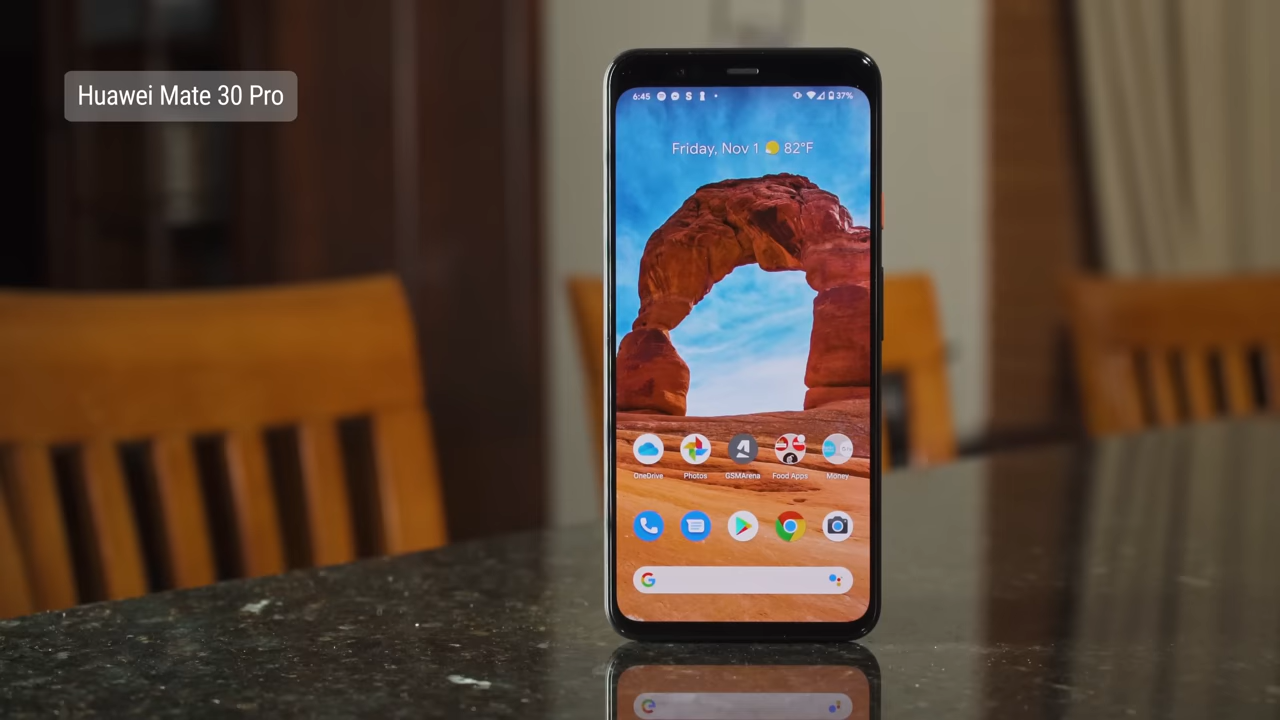 Huawei Mate 30 Pro
6:45
37%
Friday, Nov 1 82°F
OneDrive Photos GSMArena Food Apps Money